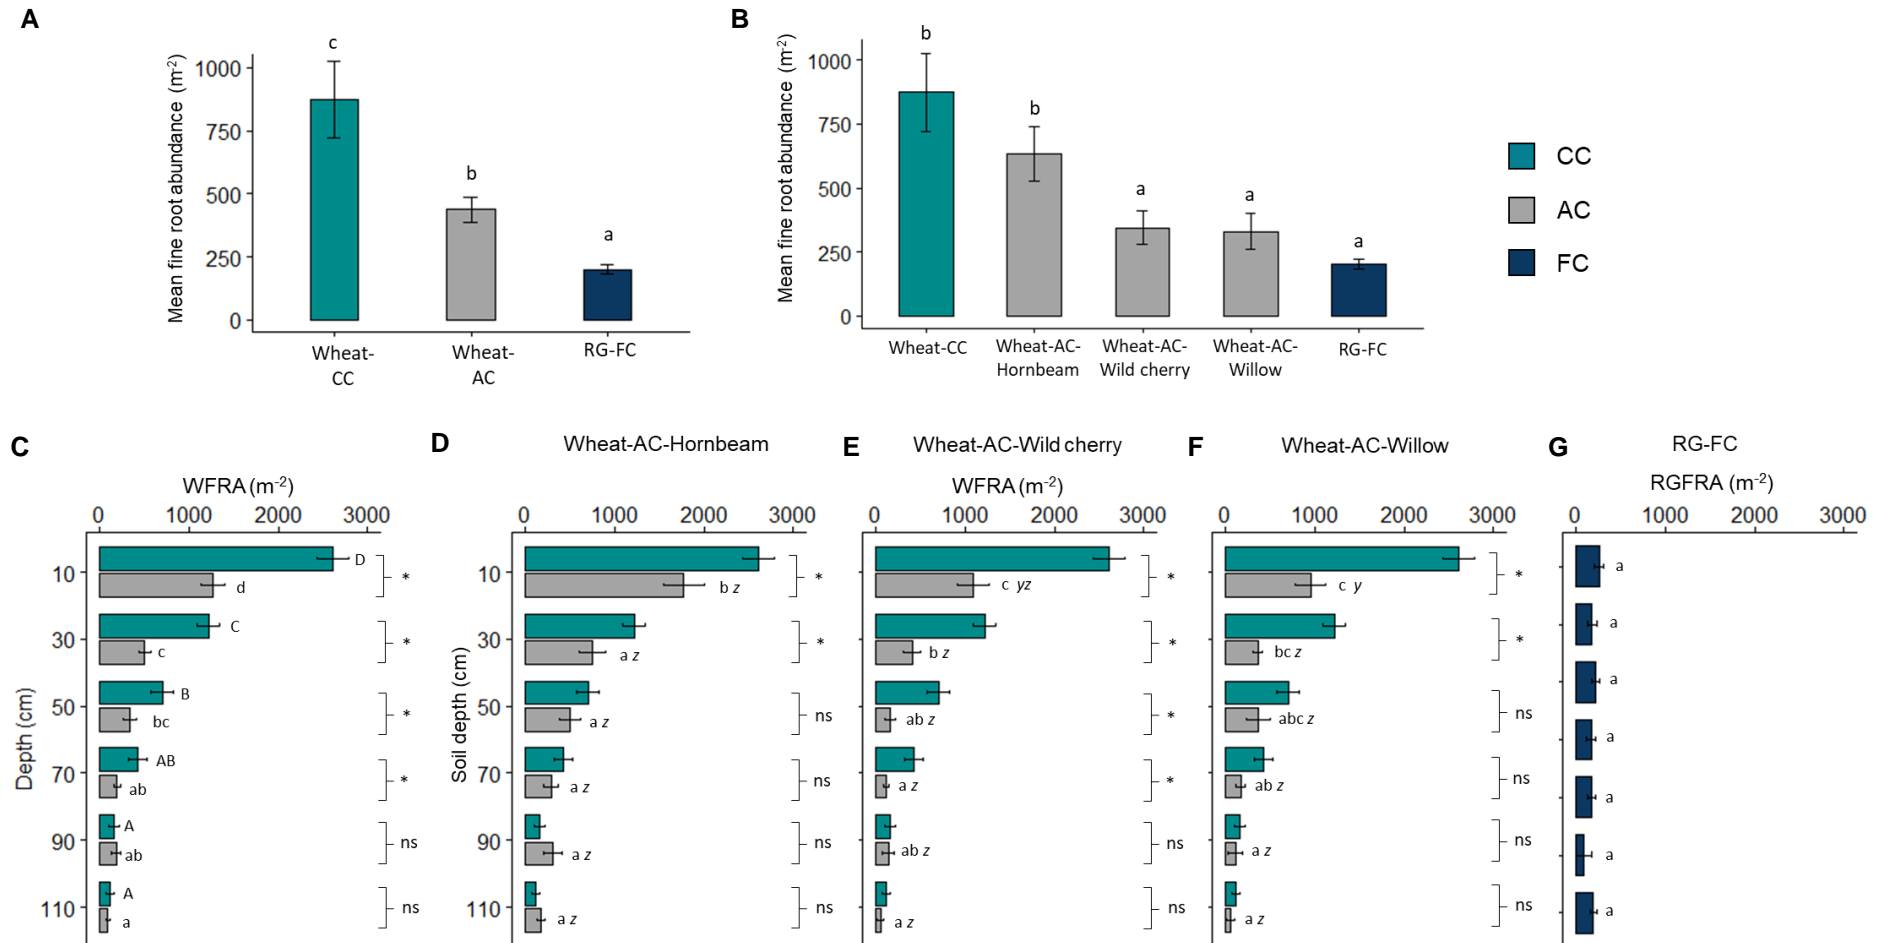 A
Mean fine root abundance (m-2)
1000
750
500
250
0
c
b
a
Wheat-
CC
Wheat-
AC
RG-FC
B
Mean fine root abundance (m-2)
1000
750
500
250
0
b
b
a
a
a
Wheat-CC
Wheat-AC-
Hornbeam
Wheat-AC-
Wild cherry
Wheat-AC-
Willow
RG-FC
CC
AC
FC
C
WFRA (m-2)
0 1000 2000 3000
Depth (cm)
10
30
50
70
90
110
D
d
*
C
c
*
B
bc
*
AB
ab
*
A
ab
ns
A
a
ns
D
Wheat-AC-Hornbeam
0 1000 2000 3000
Soil depth (cm)
10
30
50
70
90
110
b z
*
a z
*
a z
ns
a z
ns
a z
ns
a z
ns
E
Wheat-AC-Wild cherry
WFRA (m-2)
0 1000 2000 3000
c yz
*
b z
*
ab z
*
a z
*
ab z
ns
a z
ns
F
Wheat-AC-Willow
0 1000 2000 3000
c y
*
bc z
*
abc z
ns
ab z
ns
a z
ns
a z
ns
G
RG-FC
RGFRA (m-2)
0 1000 2000 3000
a
a
a
a
a
a
a